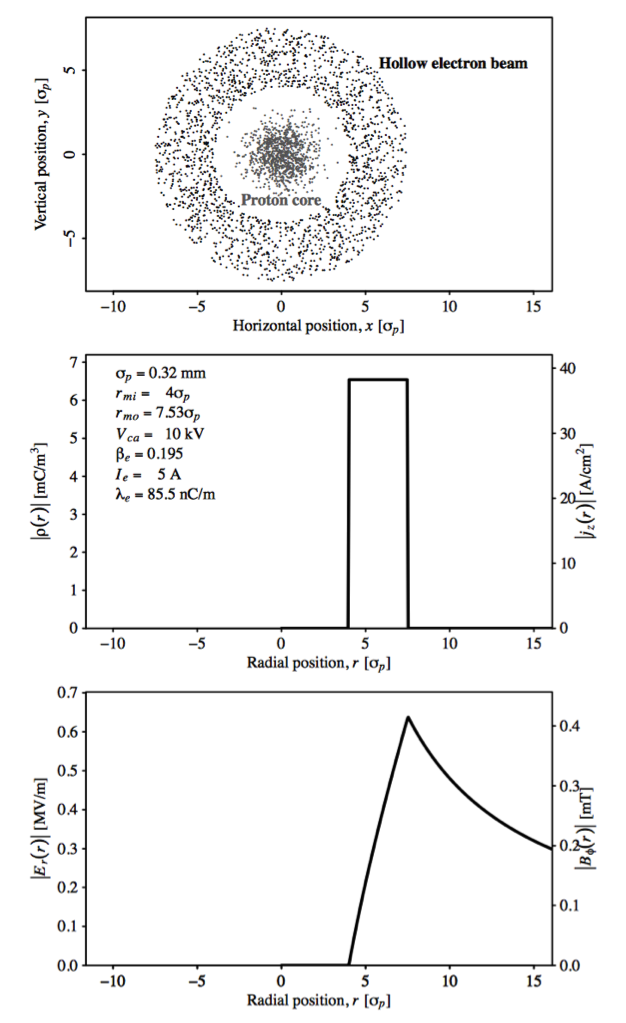 Hollow electron beam
Proton core
Vertical position, y [σp]
5
0
−5
−10 −5 0 5 10 15
Horizontal position, x [σp]
σp = 0.32 mm
rmi = 4σp
rmo = 7.53σp
Vca = 10 kV
βe = 0.195
Ie = 5 A
λe = 85.5 nC/m
|ρ(r)| [mC/m³]
7
6
5
4
3
2
1
0
40
30
20
10
0
|jz(r)| [A/cm²]
−10 −5 0 5 10 15
Radial position, r [σp]
|Er(r)| [MV/m]
0.7
0.6
0.5
0.4
0.3
0.2
0.1
0.0
0.4
0.3
0.2
0.1
0.0
|Bϕ(r)| [mT]
−10 −5 0 5 10 15
Radial position, r [σp]